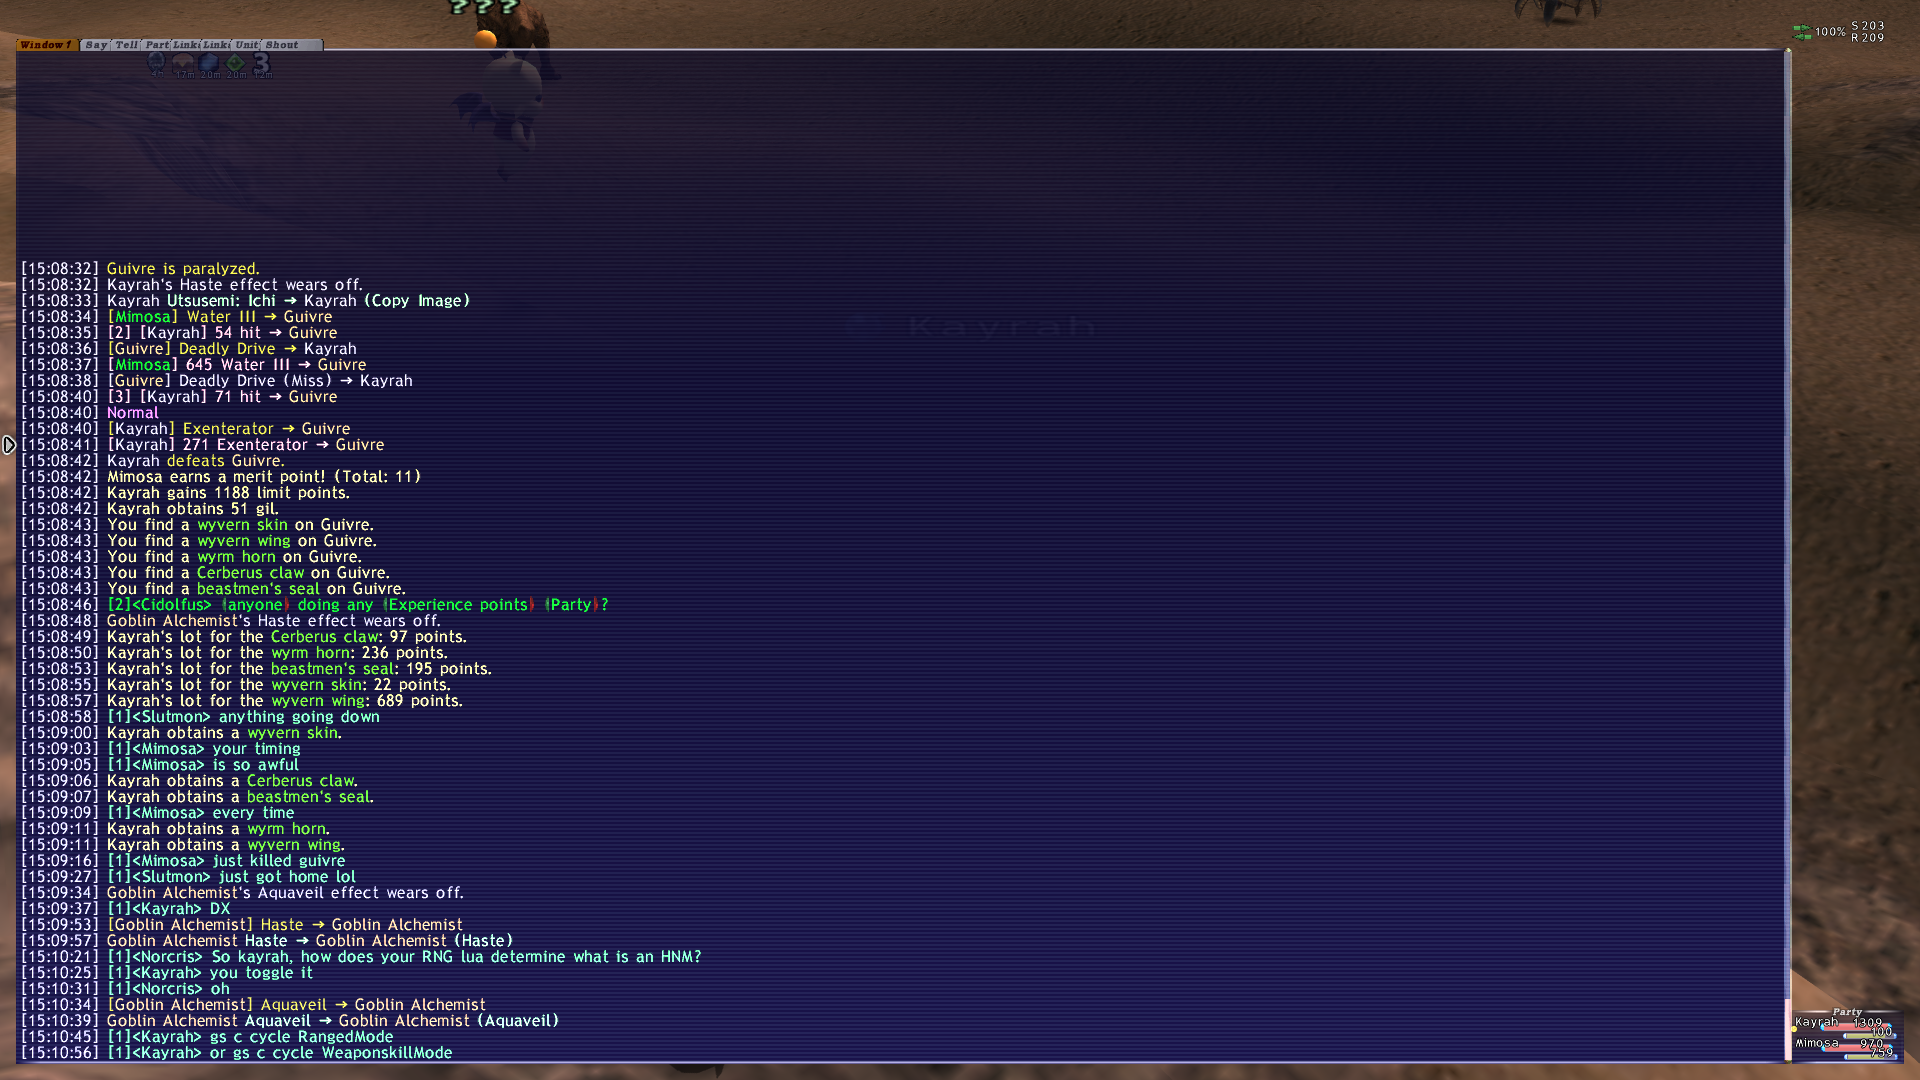 ???
Window 1 Say Tell Part Link Link Unit Shout
4h 17m 20m 20m 3 12m
100% S 203
R 209
Kayrah
[15:08:32] Guivre is paralyzed.
[15:08:32] Kayrah's Haste effect wears off.
[15:08:33] Kayrah Utsusemi: Ichi → Kayrah (Copy Image)
[15:08:34] [Mimosa] Water III → Guivre
[15:08:35] [2] [Kayrah] 54 hit → Guivre
[15:08:36] [Guivre] Deadly Drive → Kayrah
[15:08:37] [Mimosa] 645 Water III → Guivre
[15:08:38] [Guivre] Deadly Drive (Miss) → Kayrah
[15:08:40] [3] [Kayrah] 71 hit → Guivre
[15:08:40] Normal
[15:08:40] [Kayrah] Exenterator → Guivre
[15:08:41] [Kayrah] 271 Exenterator → Guivre
[15:08:42] Kayrah defeats Guivre.
[15:08:42] Mimosa earns a merit point! (Total: 11)
[15:08:42] Kayrah gains 1188 limit points.
[15:08:42] Kayrah obtains 51 gil.
[15:08:43] You find a wyvern skin on Guivre.
[15:08:43] You find a wyvern wing on Guivre.
[15:08:43] You find a wyrm horn on Guivre.
[15:08:43] You find a Cerberus claw on Guivre.
[15:08:43] You find a beastmen's seal on Guivre.
[15:08:46] [2]<Cidolfus> (anyone) doing any (Experience points) (Party)?
[15:08:48] Goblin Alchemist's Haste effect wears off.
[15:08:49] Kayrah's lot for the Cerberus claw: 97 points.
[15:08:50] Kayrah's lot for the wyrm horn: 236 points.
[15:08:53] Kayrah's lot for the beastmen's seal: 195 points.
[15:08:55] Kayrah's lot for the wyvern skin: 22 points.
[15:08:57] Kayrah's lot for the wyvern wing: 689 points.
[15:08:58] [1]<Slutmon> anything going down
[15:09:00] Kayrah obtains a wyvern skin.
[15:09:03] [1]<Mimosa> your timing
[15:09:05] [1]<Mimosa> is so awful
[15:09:06] Kayrah obtains a Cerberus claw.
[15:09:07] Kayrah obtains a beastmen's seal.
[15:09:09] [1]<Mimosa> every time
[15:09:11] Kayrah obtains a wyrm horn.
[15:09:11] Kayrah obtains a wyvern wing.
[15:09:16] [1]<Mimosa> just killed guivre
[15:09:27] [1]<Slutmon> just got home lol
[15:09:34] Goblin Alchemist's Aquaveil effect wears off.
[15:09:37] [1]<Kayrah> DX
[15:09:53] [Goblin Alchemist] Haste → Goblin Alchemist
[15:09:57] Goblin Alchemist Haste → Goblin Alchemist (Haste)
[15:10:21] [1]<Norcris> So kayrah, how does your RNG lua determine what is an HNM?
[15:10:25] [1]<Kayrah> you toggle it
[15:10:31] [1]<Norcris> oh
[15:10:34] [Goblin Alchemist] Aquaveil → Goblin Alchemist
[15:10:39] Goblin Alchemist Aquaveil → Goblin Alchemist (Aquaveil)
[15:10:45] [1]<Kayrah> gs c cycle RangedMode
[15:10:56] [1]<Kayrah> or gs c cycle WeaponskillMode
Party
Kayrah 1309
100
Mimosa 970
759